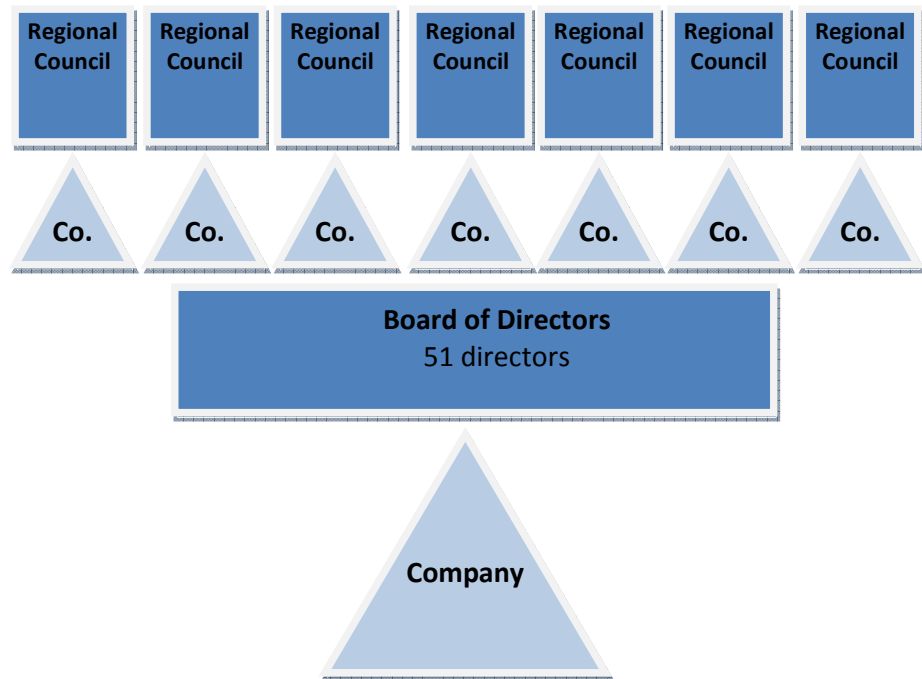 Regional
Council
Regional
Council
Regional
Council
Regional
Council
Regional
Council
Regional
Council
Regional
Council
Co.
Co.
Co.
Co.
Co.
Co.
Co.
Board of Directors
51 directors
Company